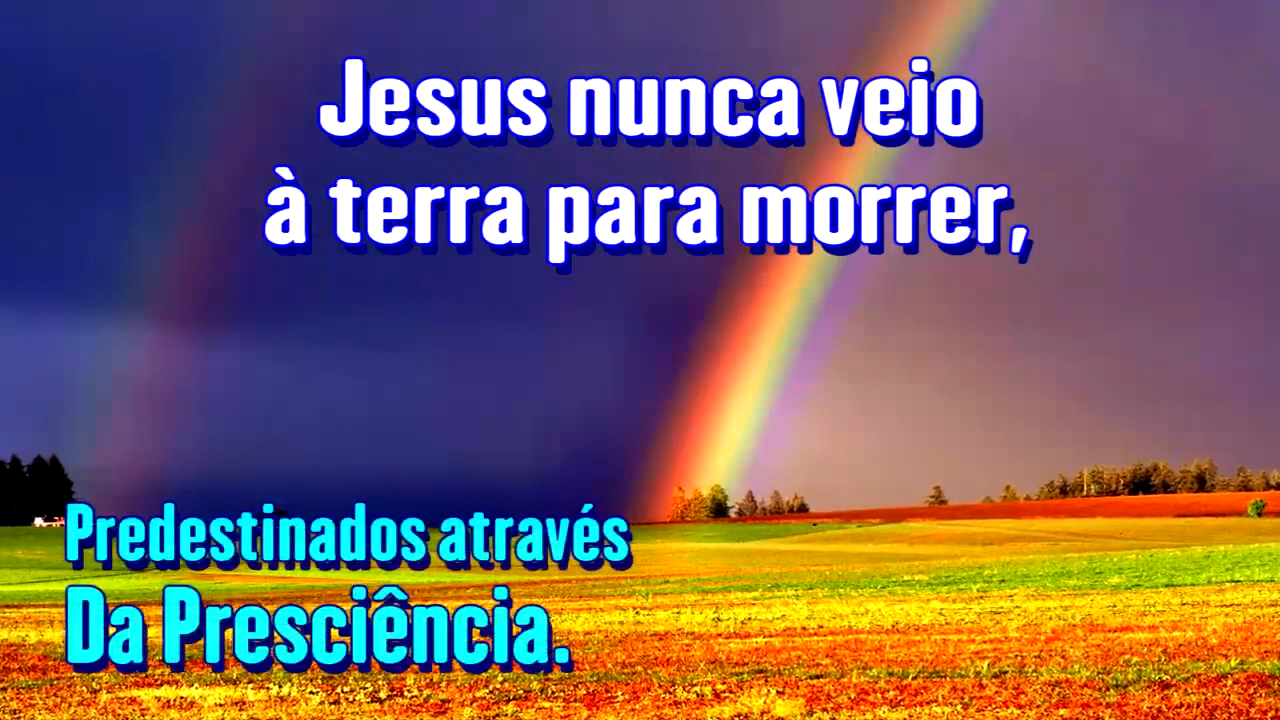 Jesus nunca veio
à terra para morrer,
Predestinados através
Da Presciência.